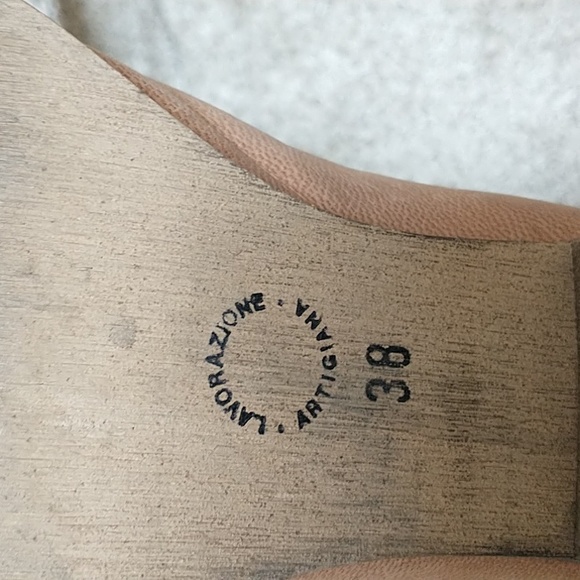 LAVORAZIONE · ARTIGIANA ·
38